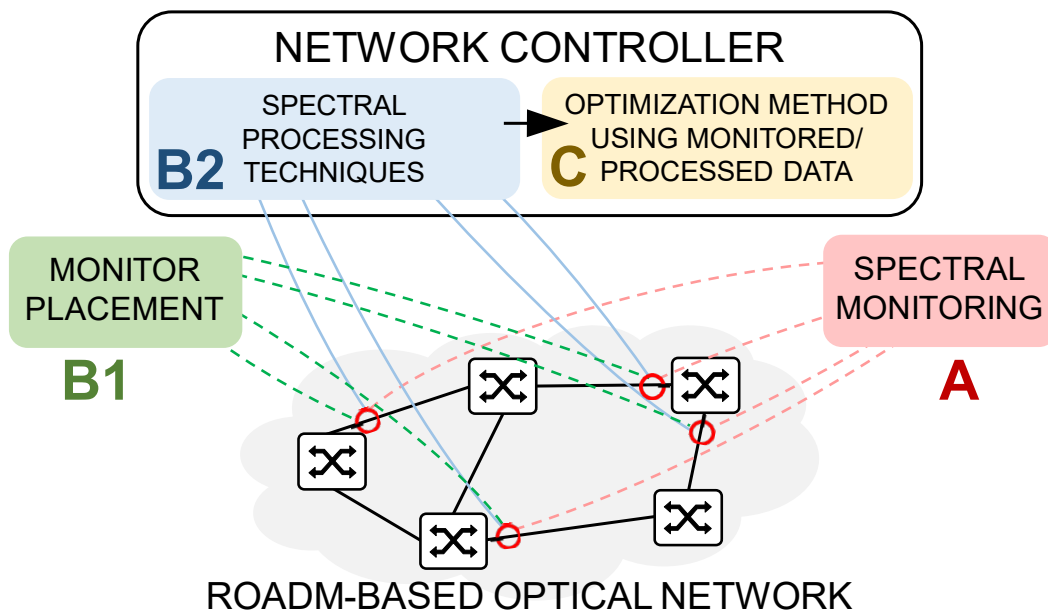 NETWORK CONTROLLER
SPECTRAL
PROCESSING
TECHNIQUES
B2
OPTIMIZATION METHOD
USING MONITORED/
PROCESSED DATA
C
MONITOR
PLACEMENT
B1
SPECTRAL
MONITORING
A
ROADM-BASED OPTICAL NETWORK